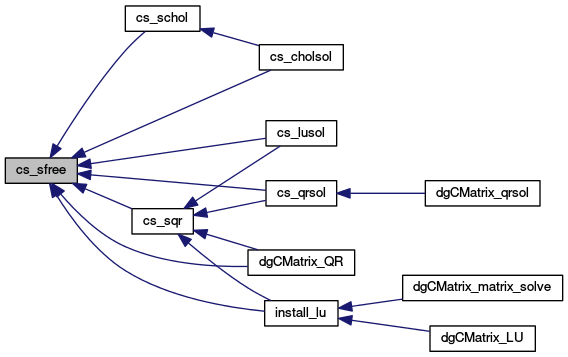 cs_schol
cs_cholsol
cs_lusol
cs_sfree
cs_qrsol
dgCMatrix_qrsol
cs_sqr
dgCMatrix_QR
dgCMatrix_matrix_solve
install_lu
dgCMatrix_LU